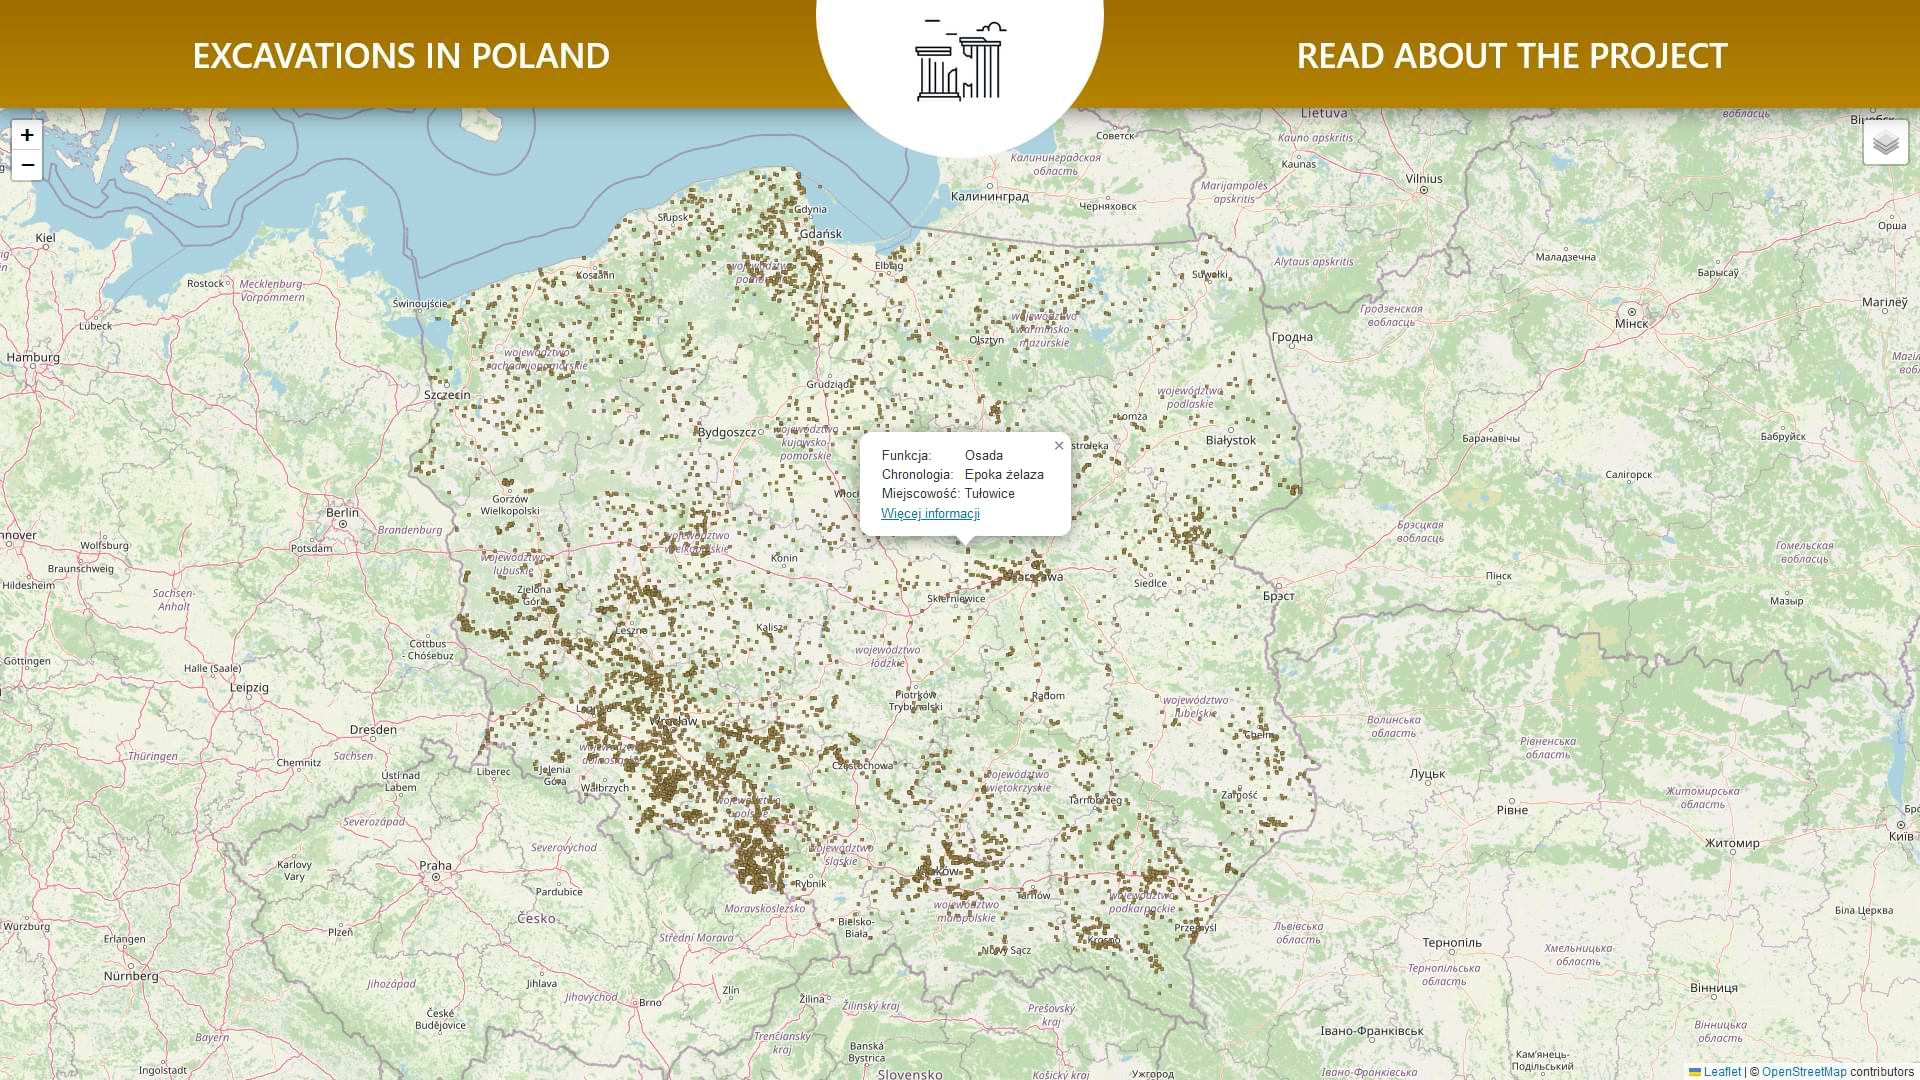 EXCAVATIONS IN POLAND
READ ABOUT THE PROJECT
+
−
Lietuva
Советск
Kauno apskritis
Kaunas
Калининградская
область
Marijampolės
apskritis
Vilnius
Калининград
Черняховск
Орша
Kiel
Słupsk
Gdynia
Gdańsk
Elbląg
Suwałki
Alytaus apskritis
Маладзечна
Барысаў
Rostock
Mecklenburg-
Vorpommern
Koszalin
Świnoujście
Магілёў
Lübeck
województwo
warmińsko-
mazurskie
Olsztyn
Гродзенская
вобласць
Мінск
Гродна
Hamburg
województwo
zachodniopomorskie
Grudziądz
Szczecin
województwo
podlaskie
Łomża
Bydgoszcz
województwo
kujawsko-
pomorskie
Białystok
Баранавічы
Бабруйск
Салігорск
×
Funkcja: Osada
Chronologia: Epoka żelaza
Miejscowość: Tułowice
Więcej informacji
Gorzów
Wielkopolski
Berlin
Brandenburg
Potsdam
Wolfsburg
Braunschweig
Hildesheim
Брэсцкая
вобласць
Гомельская
вобласць
województwo
wielkopolskie
Konin
województwo
lubuskie
Zielona
Góra
Warszawa
Skierniewice
Siedlce
Брэст
Пінск
Мазыр
Sachsen-
Anhalt
Leszno
Kalisz
Cottbus
- Chóśebuz
Göttingen
Halle (Saale)
Leipzig
województwo
łódzkie
Piotrków
Trybunalski
Radom
województwo
lubelskie
Chełm
Волинська
область
Рівненська
область
Wrocław
Dresden
Sachsen
Thüringen
Chemnitz
Liberec
Jelenia
Góra
Wałbrzych
Ústí nad
Labem
województwo
dolnośląskie
Częstochowa
województwo
świętokrzyskie
Tarnobrzeg
Zamość
Луцьк
Рівне
Житомирська
область
Житомир
Київ
Severozápad
Severovýchod
województwo
opolskie
województwo
śląskie
Karlovy
Vary
Praha
Pardubice
Rybnik
Kraków
Tarnów
województwo
małopolskie
województwo
podkarpackie
Moravskoslezsko
Česko
Plzeň
Střední Morava
Bielsko-
Biała
Nowy Sącz
Krosno
Przemyśl
Львівська
область
Тернопіль
Тернопільська
область
Хмельницька
область
Біла Церква
Würzburg
Erlangen
Nürnberg
Jihozápad
Jihlava
Jihovýchod
Brno
Zlín
Žilina
Žilinský kraj
Prešovský
kraj
Вінниця
Вінницька
область
České
Budějovice
Bayern
Trenčiansky
kraj
Banská
Bystrica
Івано-Франківськ
Кам'янець-
Подільський
Ingolstadt
Slovensko
Košický kraj
Ужгород
Івано-Франківська
Leaflet | © OpenStreetMap contributors